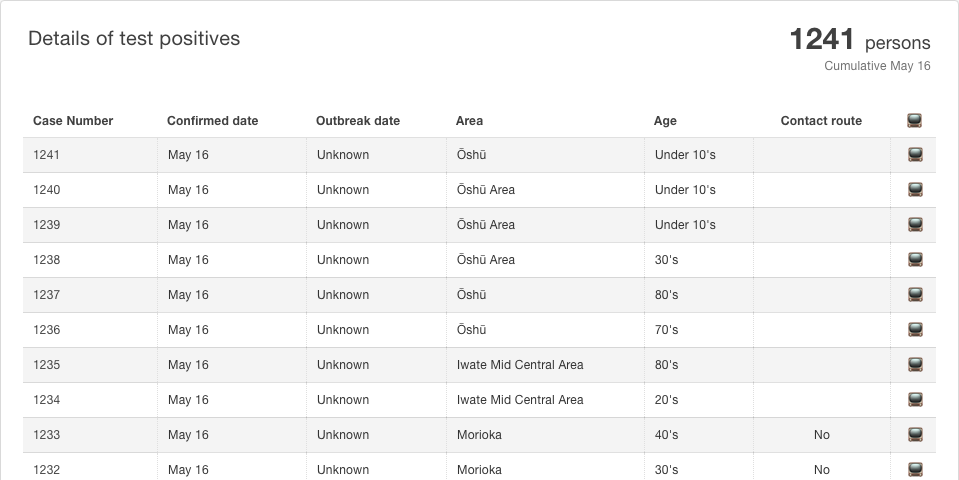 Details of test positives
1241 persons
Cumulative May 16
Case Number Confirmed date Outbreak date Area Age Contact route
1241 May 16 Unknown Ōshū Under 10's
1240 May 16 Unknown Ōshū Area Under 10's
1239 May 16 Unknown Ōshū Area Under 10's
1238 May 16 Unknown Ōshū Area 30's
1237 May 16 Unknown Ōshū 80's
1236 May 16 Unknown Ōshū 70's
1235 May 16 Unknown Iwate Mid Central Area 80's
1234 May 16 Unknown Iwate Mid Central Area 20's
1233 May 16 Unknown Morioka 40's No
1232 May 16 Unknown Morioka 30's No